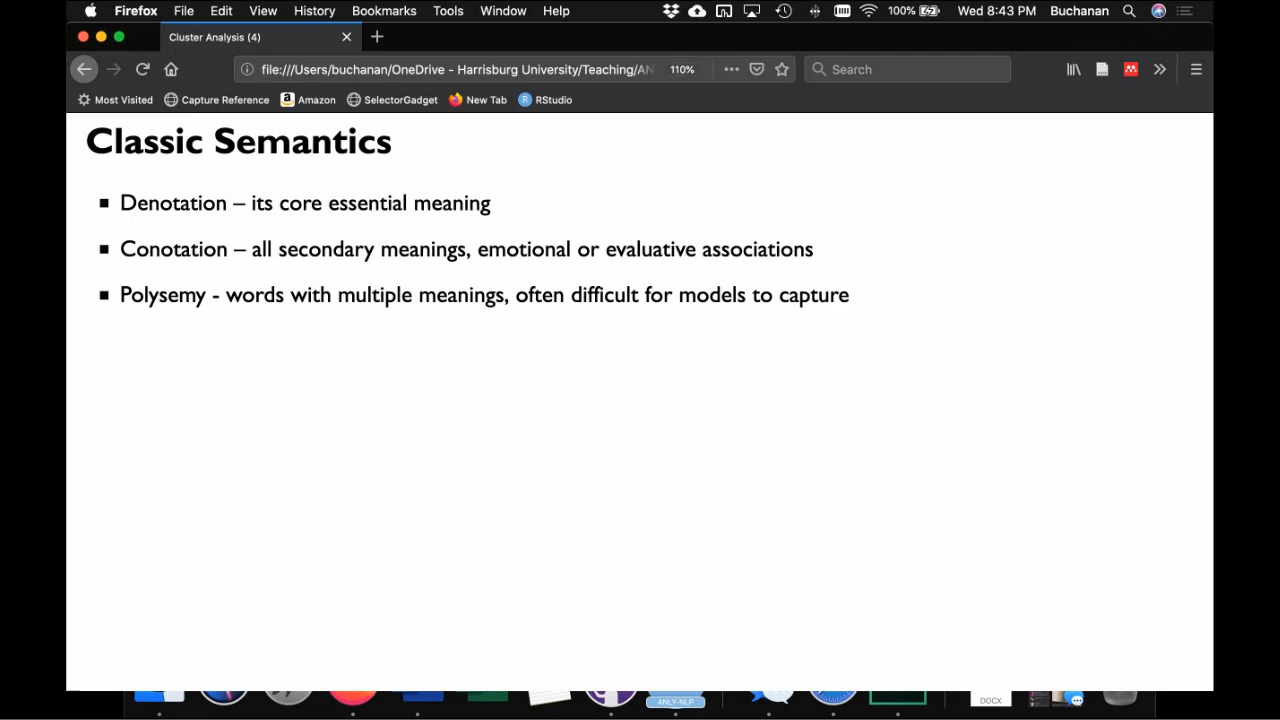 Firefox File Edit View History Bookmarks Tools Window Help 100% Wed 8:43 PM Buchanan
Cluster Analysis (4)
file:///Users/buchanan/OneDrive - Harrisburg University/Teaching/AN 110% Search
Most Visited Capture Reference Amazon SelectorGadget New Tab RStudio
Classic Semantics
Denotation – its core essential meaning
Conotation – all secondary meanings, emotional or evaluative associations
Polysemy - words with multiple meanings, often difficult for models to capture
ANLY-NLP DOCX